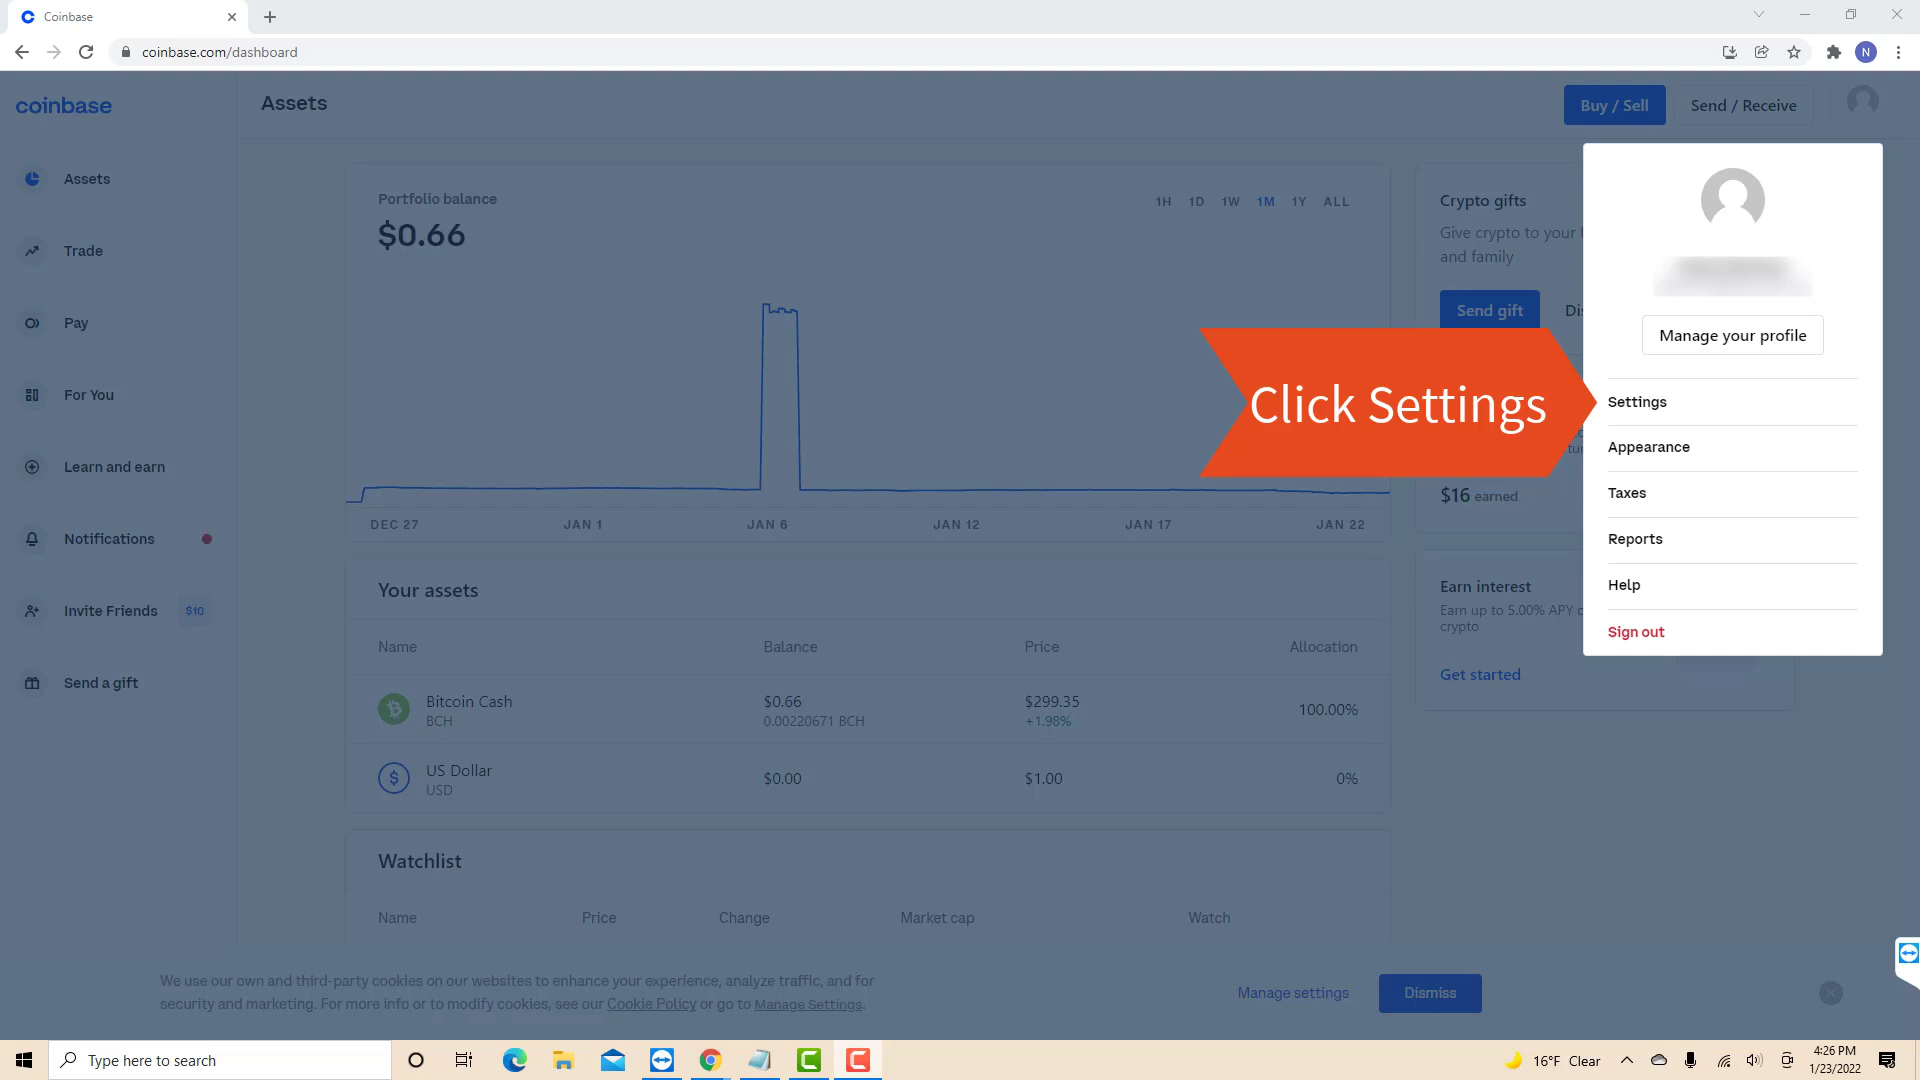 Coinbase
coinbase.com/dashboard
N
coinbase
Assets
Buy / Sell
Send / Receive
Assets
Trade
Pay
For You
Learn and earn
Notifications
Invite Friends $10
Send a gift
Portfolio balance
$0.66
1H 1D 1W 1M 1Y ALL
DEC 27 JAN 1 JAN 6 JAN 12 JAN 17 JAN 22
Your assets
Name Balance Price Allocation
Bitcoin Cash $0.66 $299.35 100.00%
BCH 0.00220671 BCH +1.98%
US Dollar $0.00 $1.00 0%
USD
Watchlist
Name Price Change Market cap Watch
Crypto gifts
Give crypto to your
and family
Send gift
Click Settings
$16 earned
Earn interest
Earn up to 5.00% APY
crypto
Get started
Manage your profile
Settings
Appearance
Taxes
Reports
Help
Sign out
We use our own and third-party cookies on our websites to enhance your experience, analyze traffic, and for
security and marketing. For more info or to modify cookies, see our Cookie Policy or go to Manage Settings.
Manage settings
Dismiss
Type here to search
16°F Clear
4:26 PM
1/23/2022